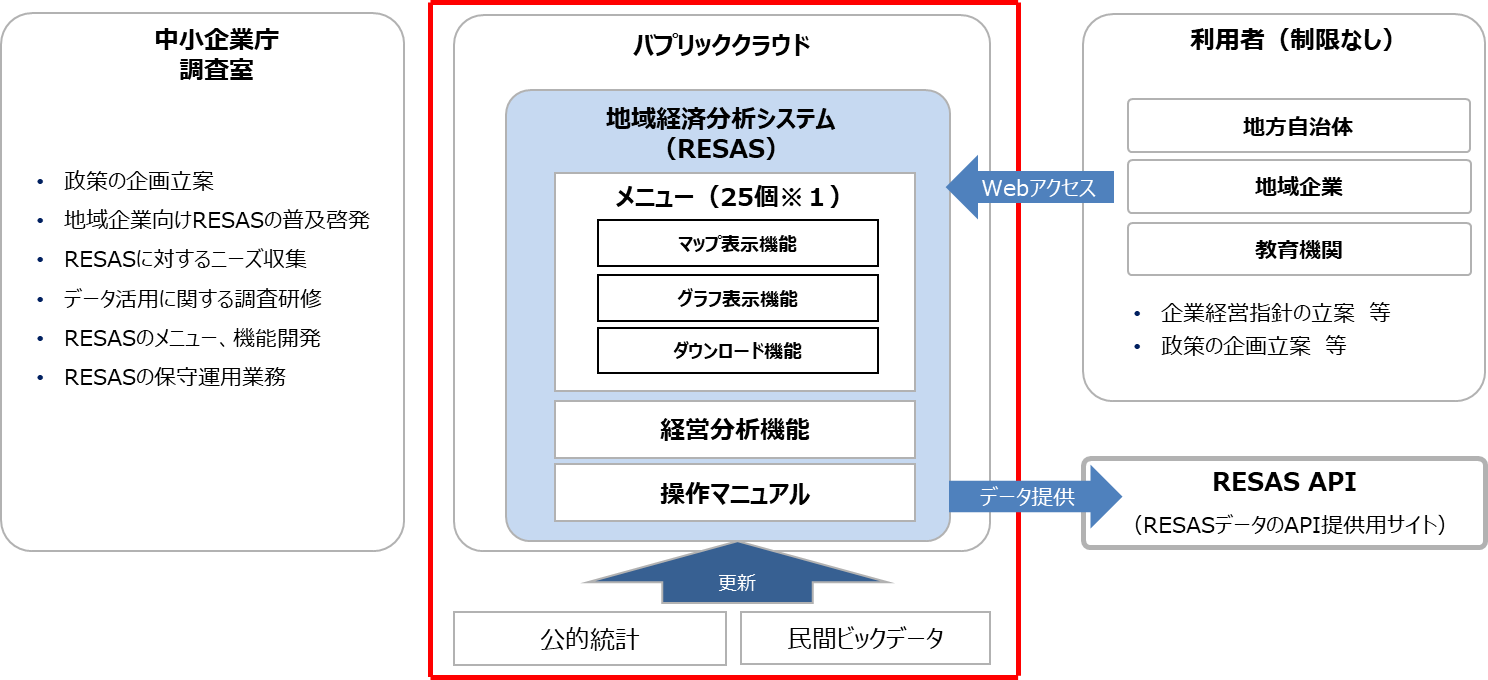 中小企業庁
調査室
• 政策の企画立案
• 地域企業向けRESASの普及啓発
• RESASに対するニーズ収集
• データ活用に関する調査研修
• RESASのメニュー、機能開発
• RESASの保守運用業務
パブリッククラウド
地域経済分析システム
（RESAS）
メニュー（25個※１）
マップ表示機能
グラフ表示機能
ダウンロード機能
経営分析機能
操作マニュアル
更新
公的統計
民間ビックデータ
Webアクセス
データ提供
利用者（制限なし）
地方自治体
地域企業
教育機関
• 企業経営指針の立案　等
• 政策の企画立案　等
RESAS API
（RESASデータのAPI提供用サイト）